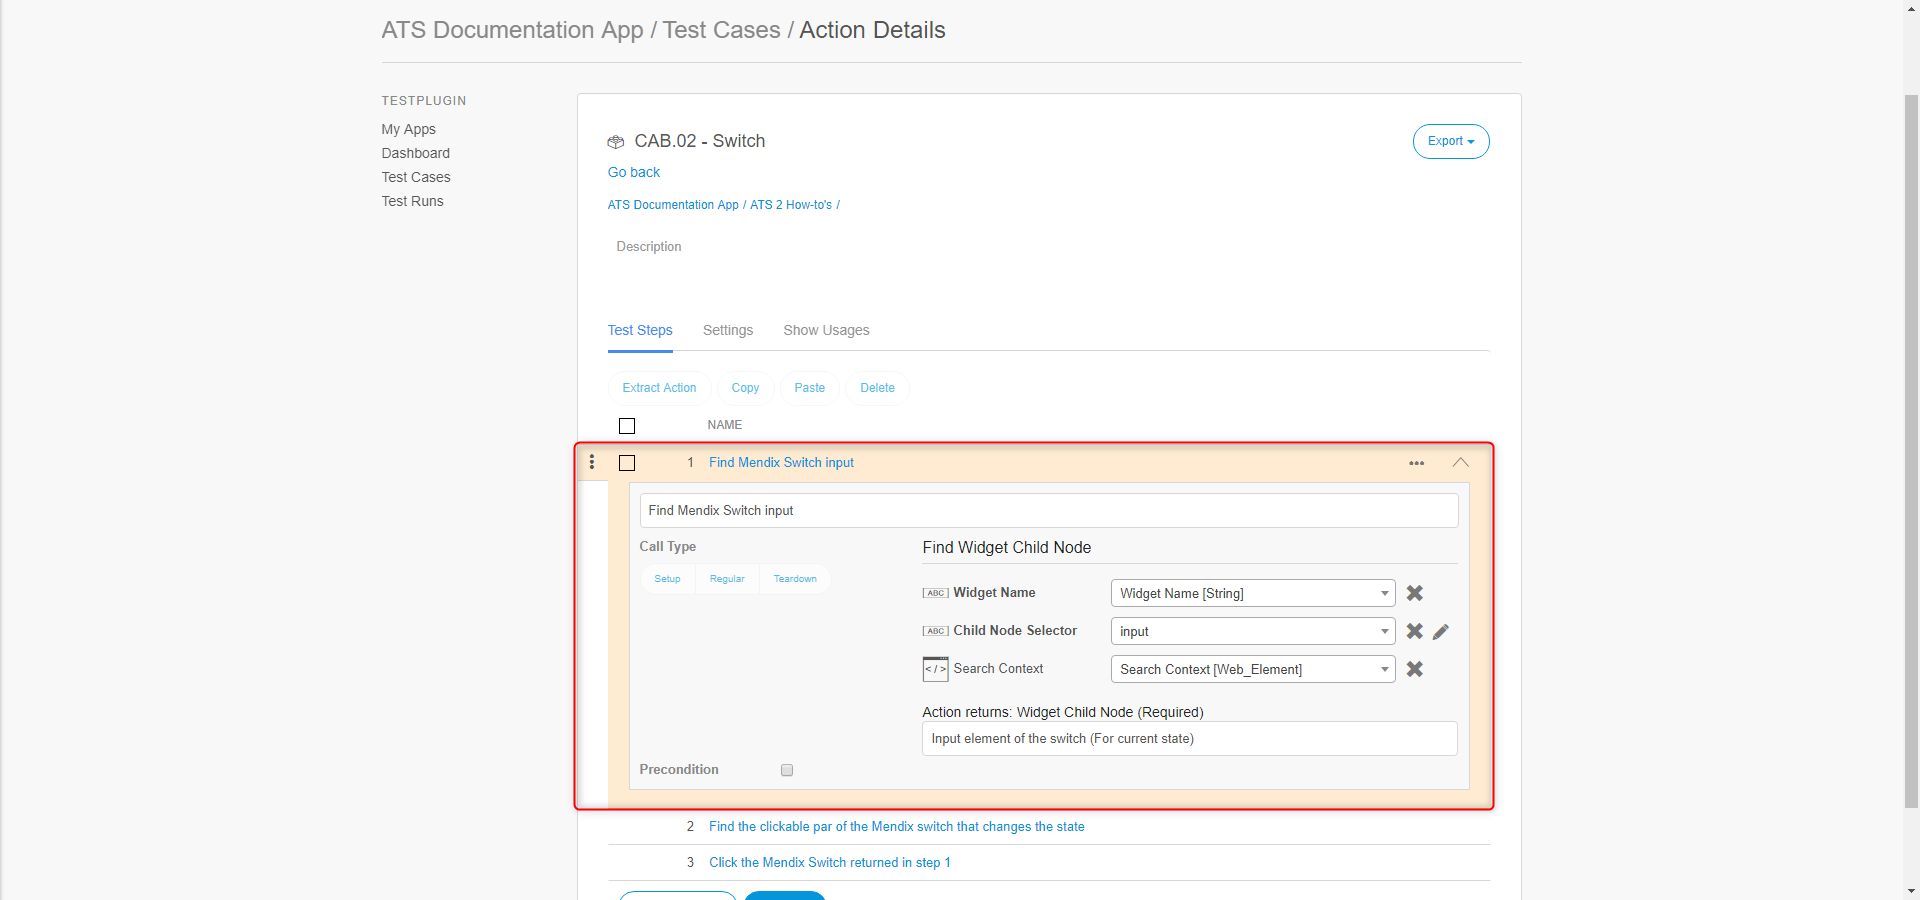 ATS Documentation App / Test Cases / Action Details
TESTPLUGIN
My Apps
Dashboard
Test Cases
Test Runs
CAB.02 - Switch
Export
Go back
ATS Documentation App / ATS 2 How-to's /
Description
Test Steps Settings Show Usages
Extract Action Copy Paste Delete
NAME
1 Find Mendix Switch input
Find Mendix Switch input
Call Type
Setup Regular Teardown
Find Widget Child Node
ABC Widget Name Widget Name [String]
ABC Child Node Selector input
</> Search Context Search Context [Web_Element]
Action returns: Widget Child Node (Required)
Input element of the switch (For current state)
Precondition
2 Find the clickable par of the Mendix switch that changes the state
3 Click the Mendix Switch returned in step 1